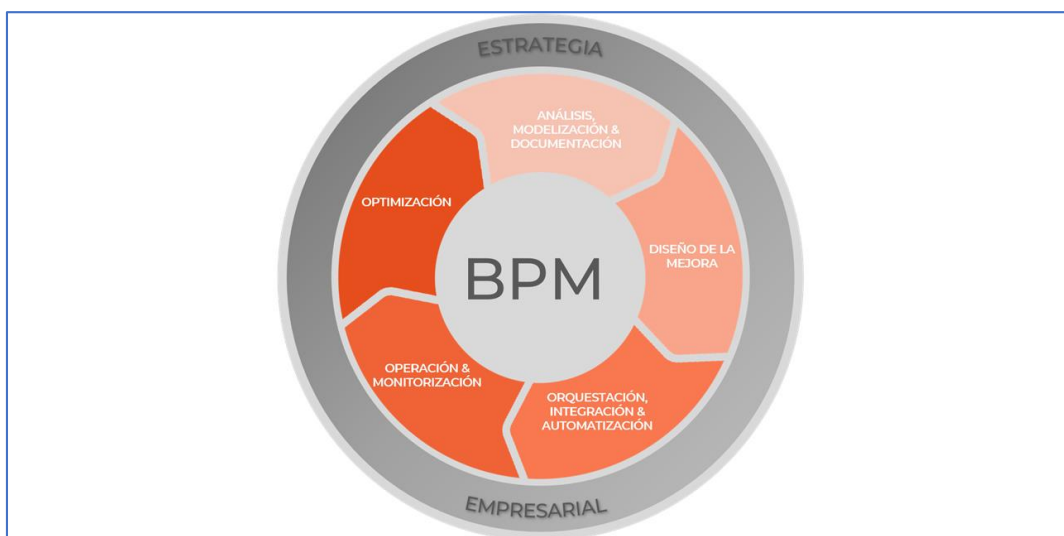 ESTRATEGIA
ANÁLISIS,
MODELIZACIÓN &
DOCUMENTACIÓN
DISEÑO DE LA
MEJORA
ORQUESTACIÓN,
INTEGRACIÓN &
AUTOMATIZACIÓN
OPERACIÓN &
MONITORIZACIÓN
OPTIMIZACIÓN
BPM
EMPRESARIAL